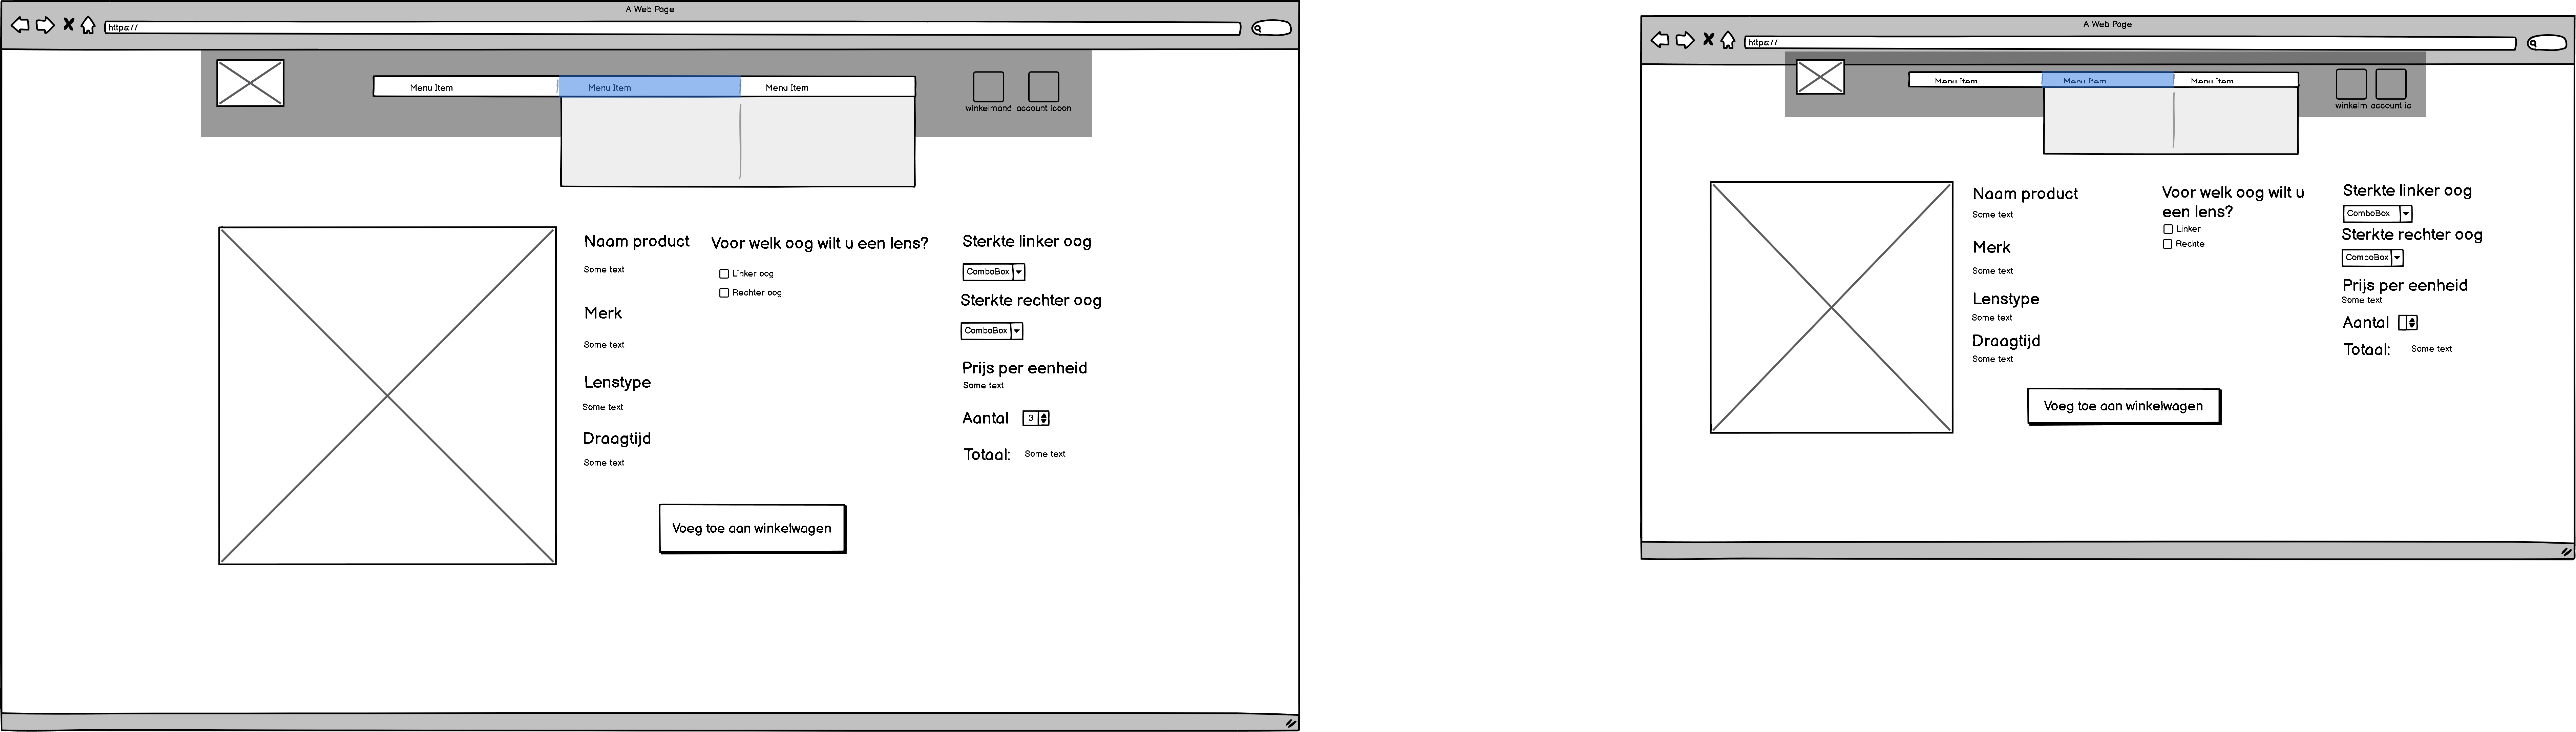 A Web Page
https://
Menu Item
Menu Item
Menu Item
winkelmand
account icoon
Naam product
Some text
Merk
Some text
Lenstype
Some text
Draagtijd
Some text
Voor welk oog wilt u een lens?
Linker oog
Rechter oog
Sterkte linker oog
ComboBox
Sterkte rechter oog
ComboBox
Prijs per eenheid
Some text
Aantal 3
Totaal: Some text
Voeg toe aan winkelwagen
A Web Page
https://
Menu Item
Menu Item
Menu Item
winkelm
account ic
Naam product
Some text
Merk
Some text
Lenstype
Some text
Draagtijd
Some text
Voor welk oog wilt u
een lens?
Linker
Rechte
Sterkte linker oog
ComboBox
Sterkte rechter oog
ComboBox
Prijs per eenheid
Some text
Aantal
Totaal: Some text
Voeg toe aan winkelwagen